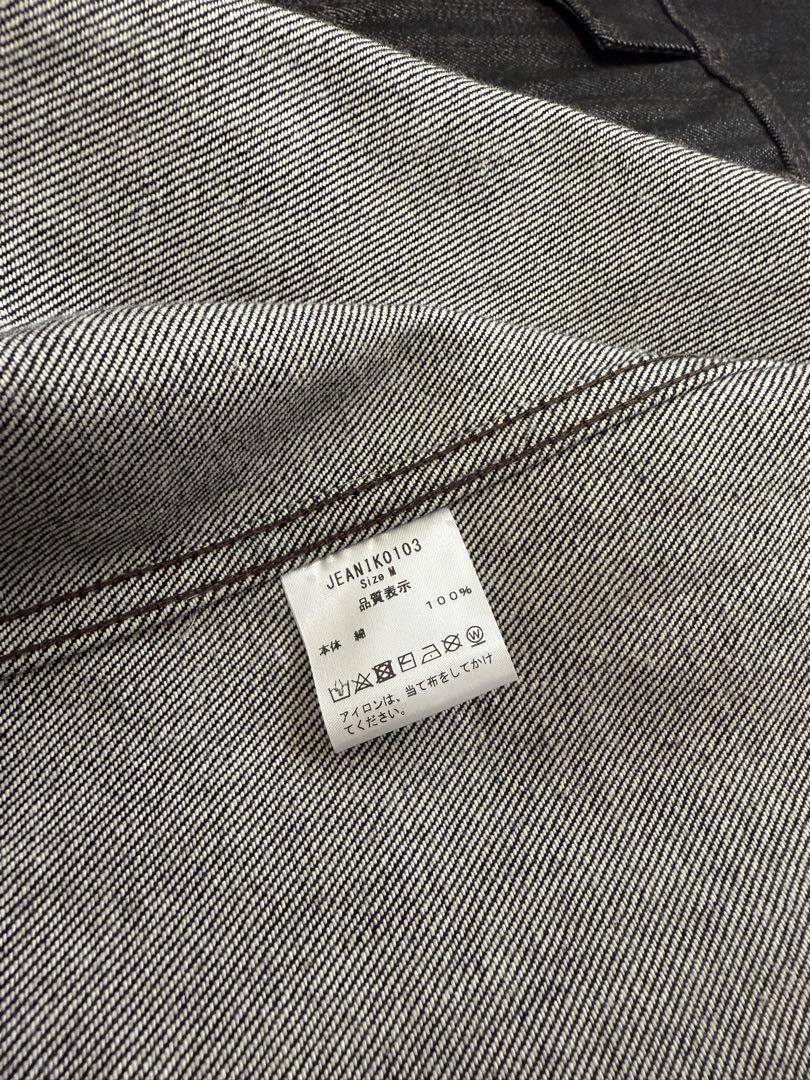 JEANIK0103
Size M
品質表示
本体 綿 100%
W
アイロンは、当て布をしてかけ
てください。